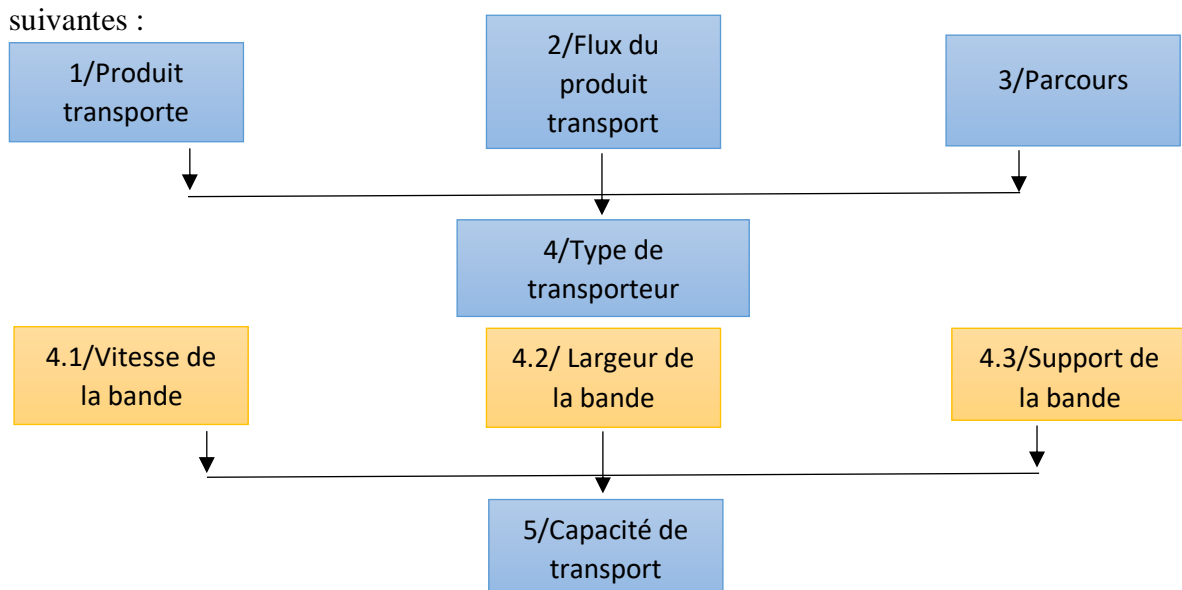 suivantes :
1/Produit
transporte
2/Flux du
produit
transport
3/Parcours
4/Type de
transporteur
4.1/Vitesse de
la bande
4.2/ Largeur de
la bande
4.3/Support de
la bande
5/Capacité de
transport